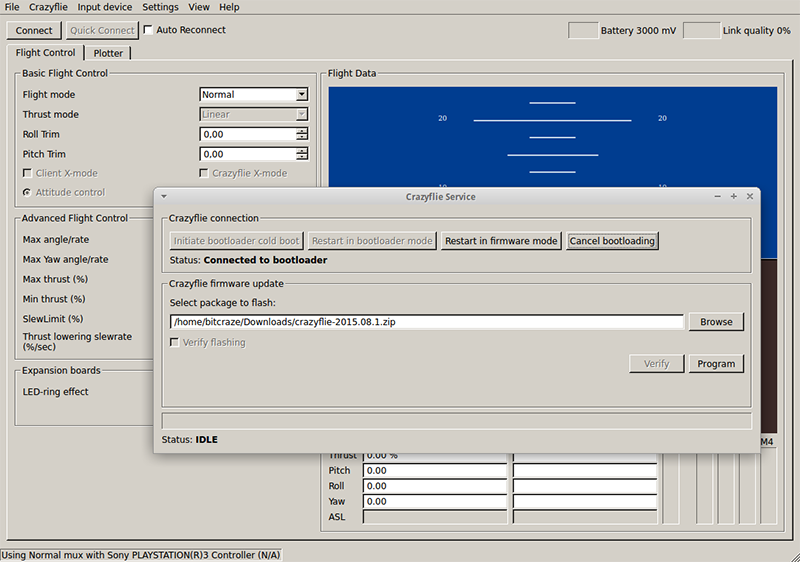 File Crazyflie Input device Settings View Help
Connect Quick Connect Auto Reconnect Battery 3000 mV Link quality 0%
Flight Control Plotter
Basic Flight Control
Flight mode Normal
Thrust mode Linear
Roll Trim 0,00
Pitch Trim 0,00
Client X-mode Crazyflie X-mode
Attitude control
Advanced Flight Control
Max angle/rate
Max Yaw angle/rate
Max thrust (%)
Min thrust (%)
SlewLimit (%)
Thrust lowering slewrate
(%/sec)
Expansion boards
LED-ring effect
Flight Data
20 20
Crazyflie Service
Crazyflie connection
Initiate bootloader cold boot Restart in bootloader mode Restart in firmware mode Cancel bootloading
Status: Connected to bootloader
Crazyflie firmware update
Select package to flash:
/home/bitcraze/Downloads/crazyflie-2015.08.1.zip Browse
Verify flashing
Verify Program
Status: IDLE
M4
Thrust 0.00 %
Pitch 0.00
Roll 0.00
Yaw 0.00
ASL
Using Normal mux with Sony PLAYSTATION(R)3 Controller (N/A)